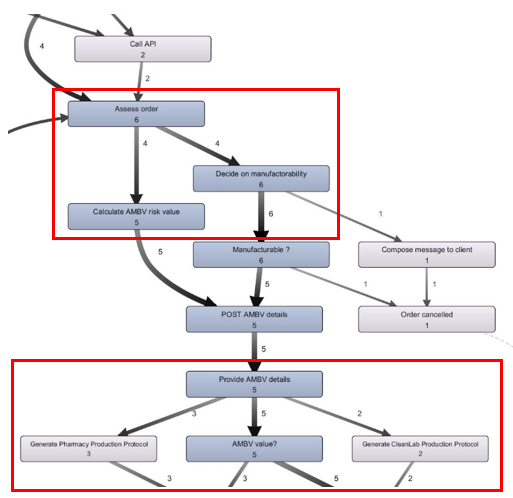 4
Call API
2
2
Assess order
6
4
4
Decide on manufactorability
6
Calculate AMBV risk value
5
6
1
5
Manufacturable ?
6
Compose message to client
1
5
1
1
POST AMBV details
5
Order cancelled
1
5
Provide AMBV details
5
3
5
2
Generate Pharmacy Production Protocol
3
AMBV value?
5
Generate CleanLab Production Protocol
2
3
3
5
2